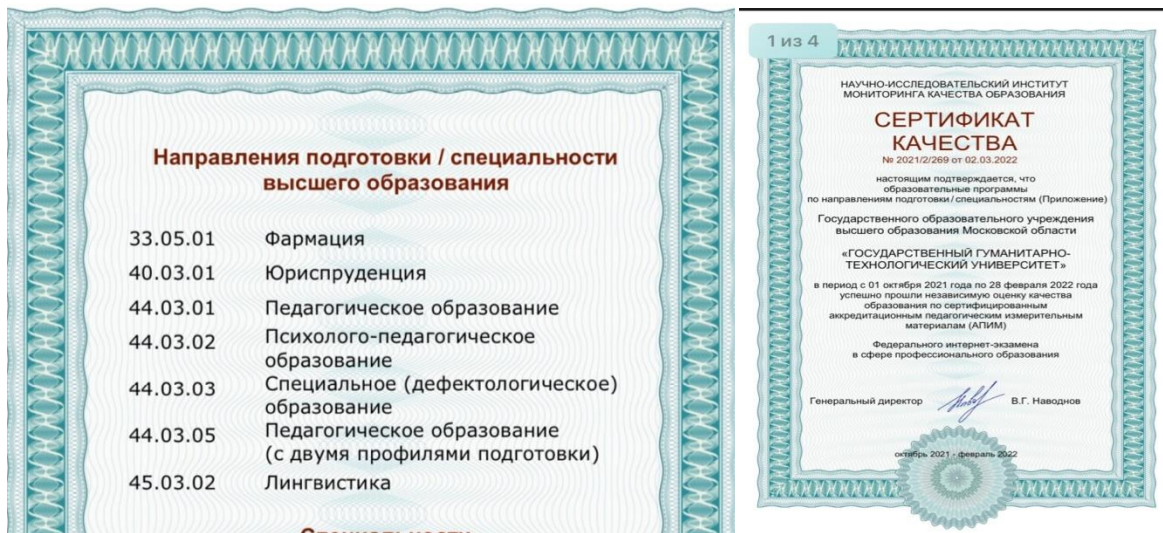 Направления подготовки / специальности
высшего образования
33.05.01 Фармация
40.03.01 Юриспруденция
44.03.01 Педагогическое образование
44.03.02 Психолого-педагогическое
образование
44.03.03 Специальное (дефектологическое)
образование
44.03.05 Педагогическое образование
(с двумя профилями подготовки)
45.03.02 Лингвистика
1 из 4
НАУЧНО-ИССЛЕДОВАТЕЛЬСКИЙ ИНСТИТУТ
МОНИТОРИНГА КАЧЕСТВА ОБРАЗОВАНИЯ
СЕРТИФИКАТ
КАЧЕСТВА
№ 2021/2/269 от 02.03.2022
настоящим подтверждается, что
образовательные программы
по направлениям подготовки/специальностям (Приложение)
Государственного образовательного учреждения
высшего образования Московской области
«ГОСУДАРСТВЕННЫЙ ГУМАНИТАРНО-
ТЕХНОЛОГИЧЕСКИЙ УНИВЕРСИТЕТ»
в период с 01 октября 2021 года по 28 февраля 2022 года
успешно прошли независимую оценку качества
образования по сертифицированным
аккредитационным педагогическим измерительным
материалам (АПИМ)
Федерального интернет-экзамена
в сфере профессионального образования
Генеральный директор В.Г. Наводнов
октябрь 2021 - февраль 2022